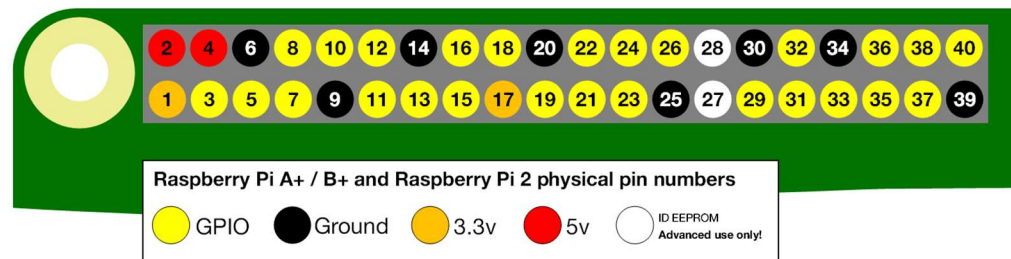 2 4 6 8 10 12 14 16 18 20 22 24 26 28 30 32 34 36 38 40
1 3 5 7 9 11 13 15 17 19 21 23 25 27 29 31 33 35 37 39
Raspberry Pi A+ / B+ and Raspberry Pi 2 physical pin numbers
GPIO Ground 3.3v 5v ID EEPROM
Advanced use only!